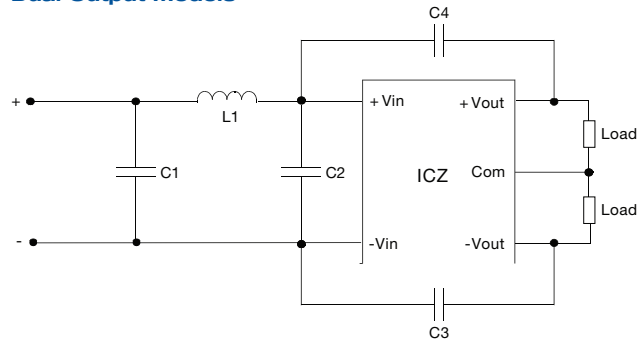 Dual Output Models
C4
+
+Vin
+Vout
L1
Load
C1
C2
ICZ
Com
Load
-
-Vin
-Vout
C3